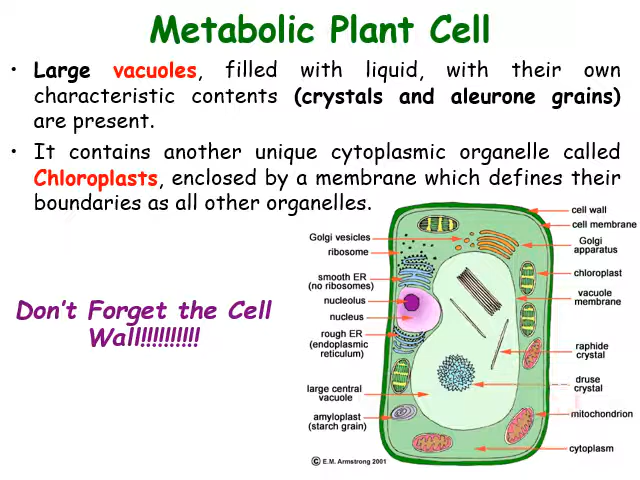 Metabolic Plant Cell
• Large vacuoles, filled with liquid, with their own
characteristic contents (crystals and aleurone grains)
are present.
• It contains another unique cytoplasmic organelle called
Chloroplasts, enclosed by a membrane which defines their
boundaries as all other organelles.
Don't Forget the Cell
Wall!!!!!!!!!!!
Golgi vesicles
ribosome
smooth ER
(no ribosomes)
nucleolus
nucleus
rough ER
(endoplasmic
reticulum)
large central
vacuole
amyloplast
(starch grain)
© E.M. Armstrong 2001
cell wall
cell membrane
Golgi
apparatus
chloroplast
vacuole
membrane
raphide
crystal
druse
crystal
mitochondrion
cytoplasm